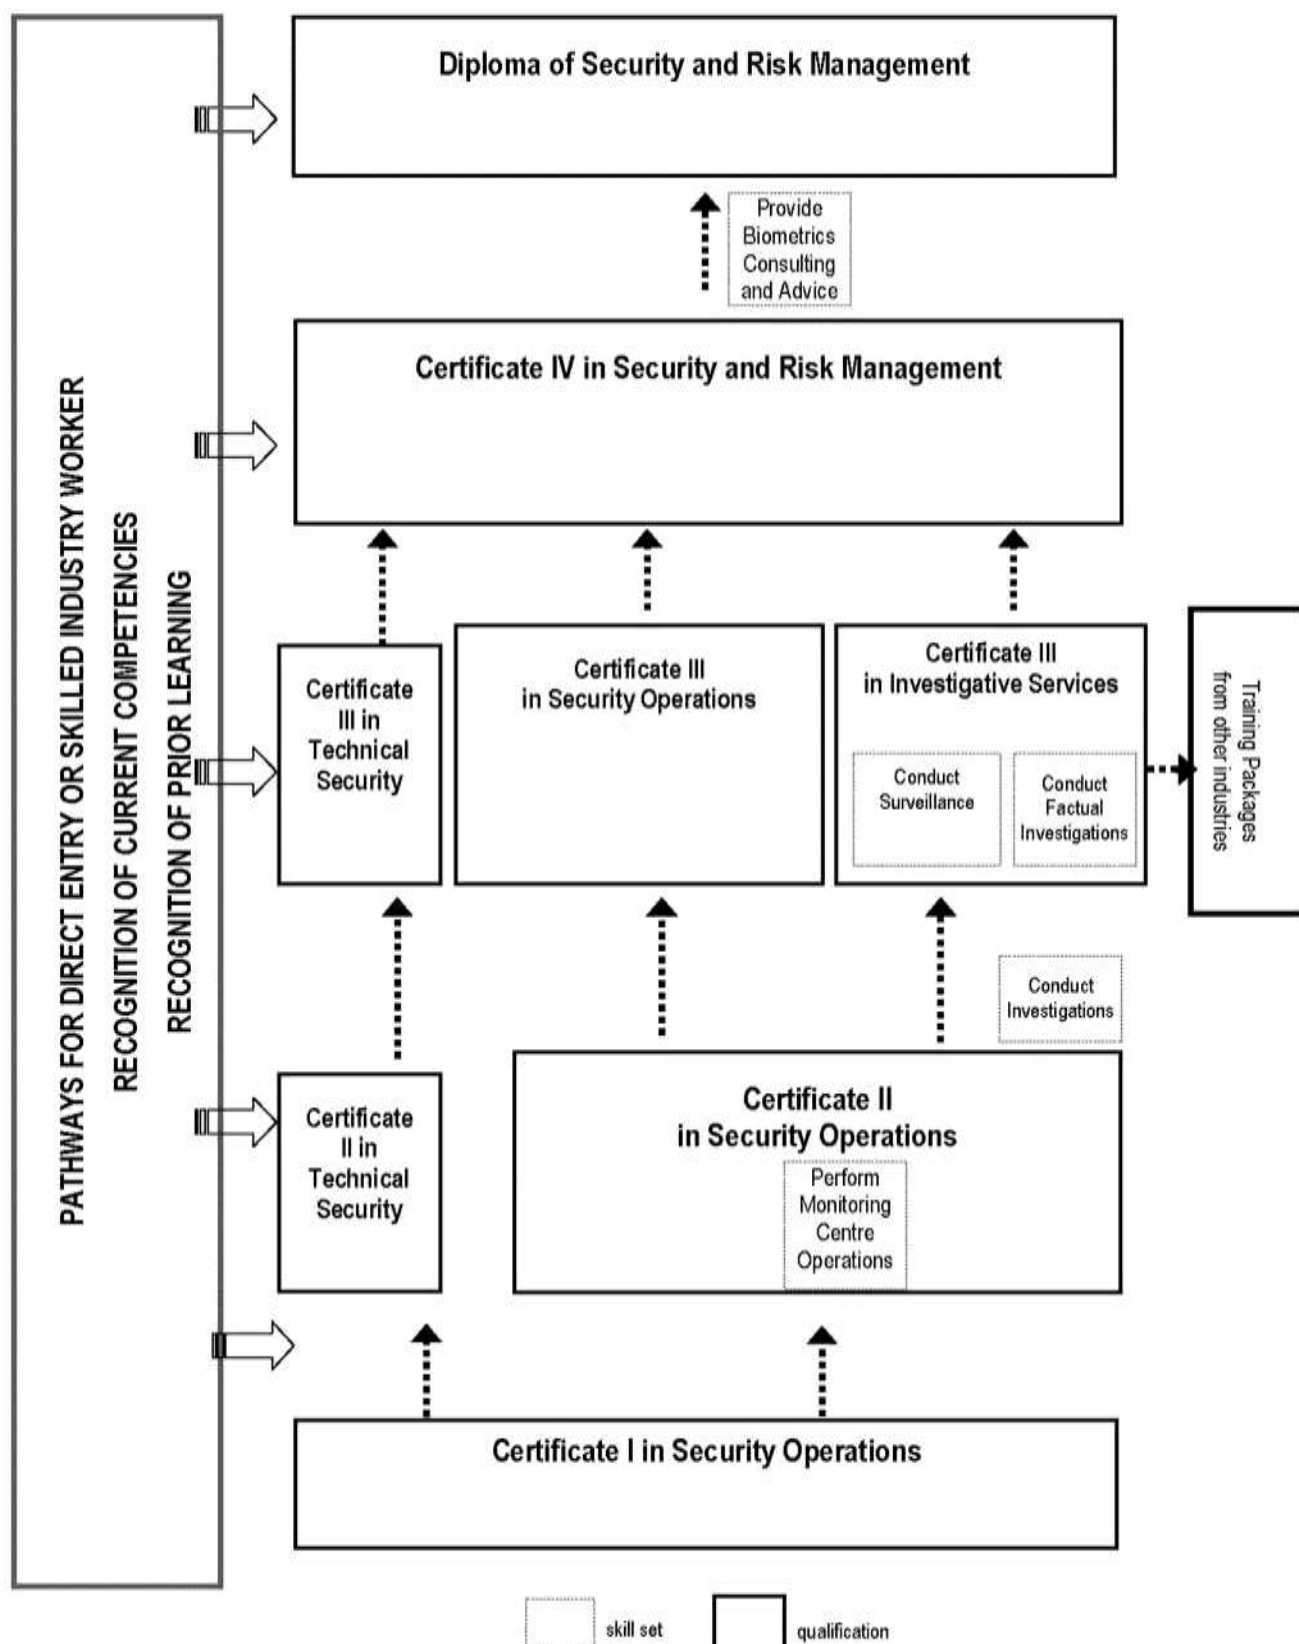 PATHWAYS FOR DIRECT ENTRY OR SKILLED INDUSTRY WORKER
RECOGNITION OF CURRENT COMPETENCIES
RECOGNITION OF PRIOR LEARNING
Diploma of Security and Risk Management
Provide
Biometrics
Consulting
and Advice
Certificate IV in Security and Risk Management
Certificate
III in
Technical
Security
Certificate III
in Security Operations
Certificate III
in Investigative Services
Conduct
Surveillance
Conduct
Factual
Investigations
Training Packages
from other industries
Conduct
Investigations
Certificate
II in
Technical
Security
Certificate II
in Security Operations
Perform
Monitoring
Centre
Operations
Certificate I in Security Operations
skill set
qualification